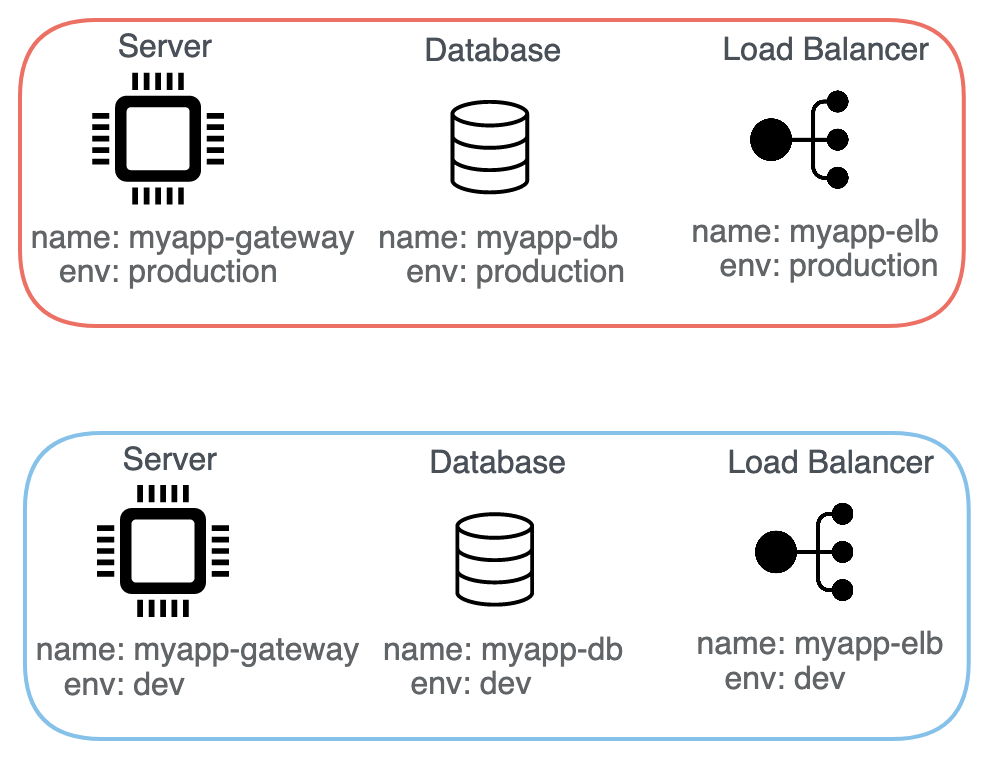 Server
Database
Load Balancer
name: myapp-gateway
env: production
name: myapp-db
env: production
name: myapp-elb
env: production
Server
Database
Load Balancer
name: myapp-gateway
env: dev
name: myapp-db
env: dev
name: myapp-elb
env: dev